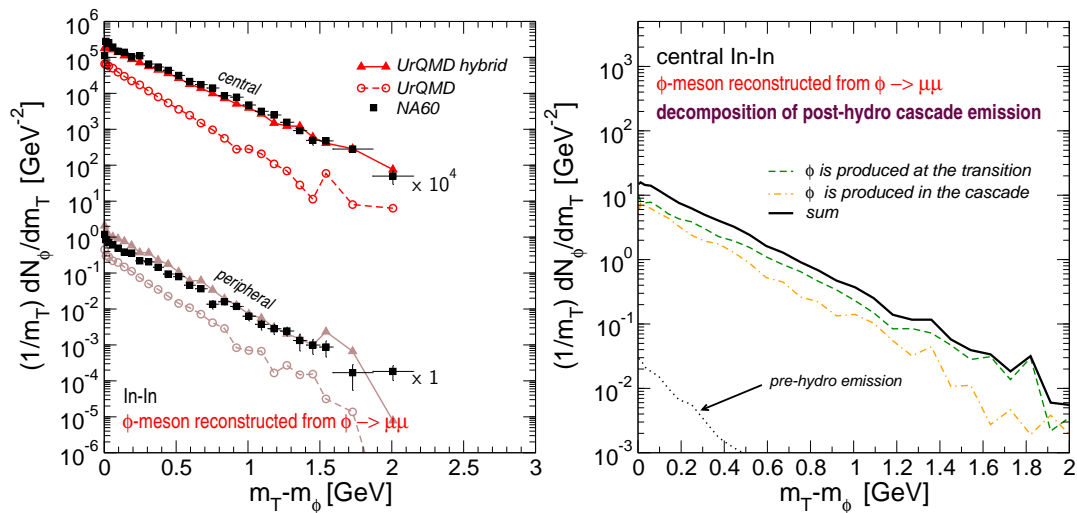 10^6
10^5
10^4
10^3
10^2
10^1
10^0
10^-1
10^-2
10^-3
10^-4
10^-5
10^-6
(1/m_T) dN_ϕ/dm_T [GeV^-2]
central
UrQMD hybrid
UrQMD
NA60
x 10^4
peripheral
x 1
In-In
ϕ-meson reconstructed from ϕ -> μμ
0 0.5 1 1.5 2 2.5 3
m_T-m_ϕ [GeV]
10^3
10^2
10^1
10^0
10^-1
10^-2
10^-3
(1/m_T) dN_ϕ/dm_T [GeV^-2]
central In-In
ϕ-meson reconstructed from ϕ -> μμ
decomposition of post-hydro cascade emission
ϕ is produced at the transition
ϕ is produced in the cascade
sum
pre-hydro emission
0 0.2 0.4 0.6 0.8 1 1.2 1.4 1.6 1.8 2
m_T-m_ϕ [GeV]